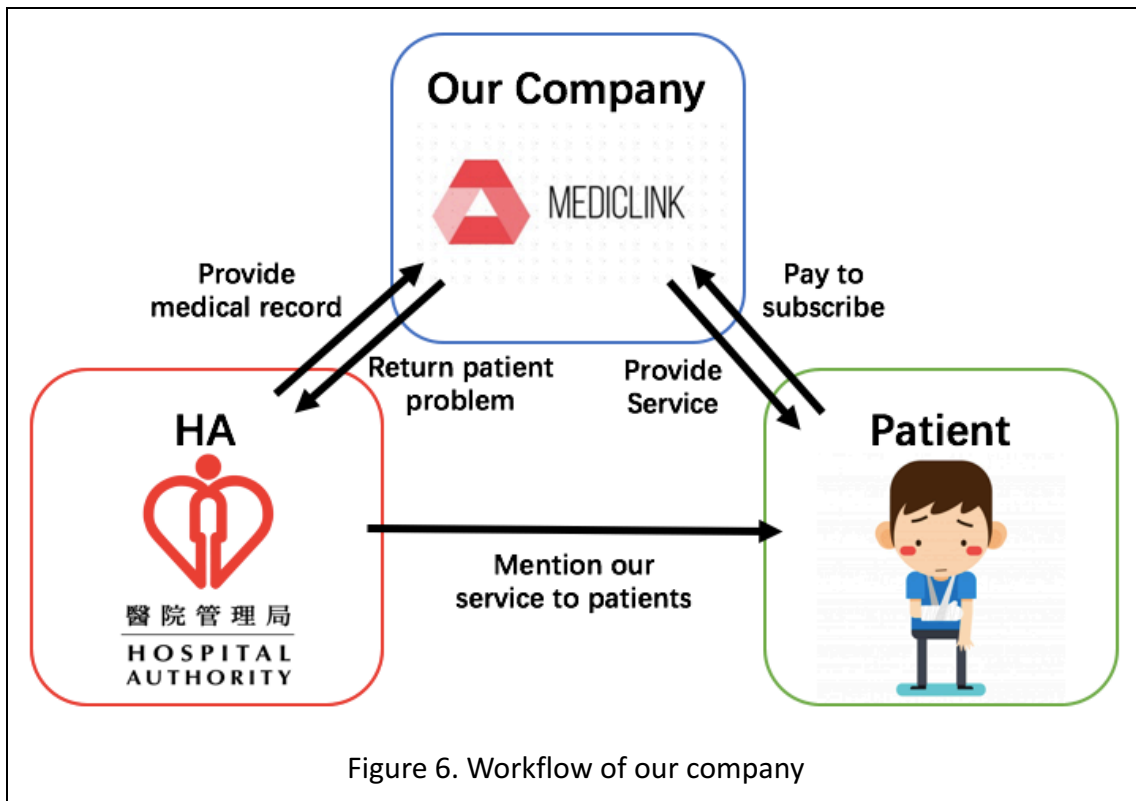 Our Company
MEDICLINK
Provide
medical record
Pay to
subscribe
Return patient
problem
Provide
Service
HA
醫院管理局
HOSPITAL
AUTHORITY
Patient
Mention our
service to patients
Figure 6. Workflow of our company